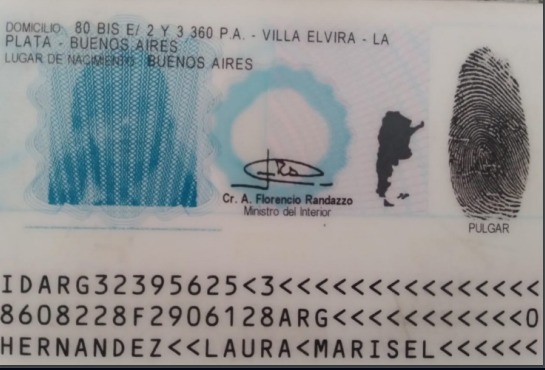 DOMICILIO: 80 BIS E/ 2 Y 3 360 P.A. - VILLA ELVIRA - LA
PLATA - BUENOS AIRES
LUGAR DE NACIMIENTO: BUENOS AIRES
Cr. A. Florencio Randazzo
Ministro del Interior
PULGAR
IDARG32395625<3<<<<<<<<<<<<<<<
8608228F2906128ARG<<<<<<<<<<<0
HERNANDEZ<<LAURA<MARISEL<<<<<<